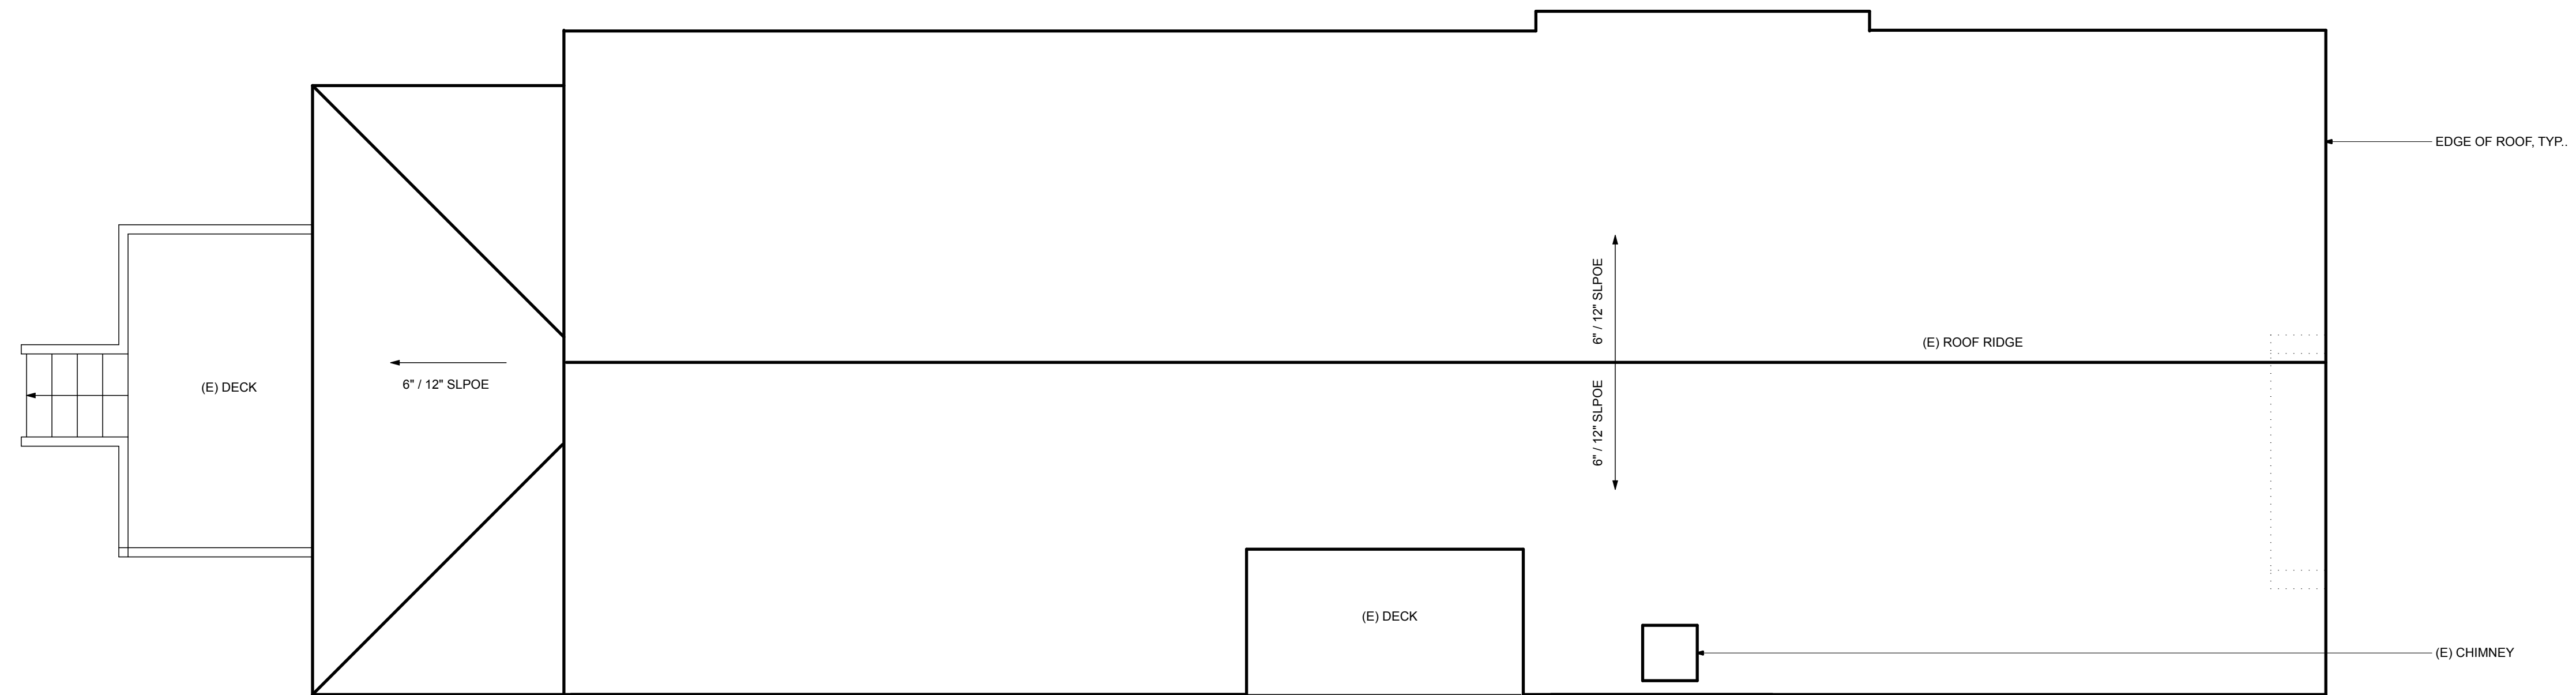 EDGE OF ROOF, TYP..
6" / 12" SLPOE
(E) ROOF RIDGE
(E) DECK
6" / 12" SLPOE
6" / 12" SLPOE
(E) DECK
(E) CHIMNEY